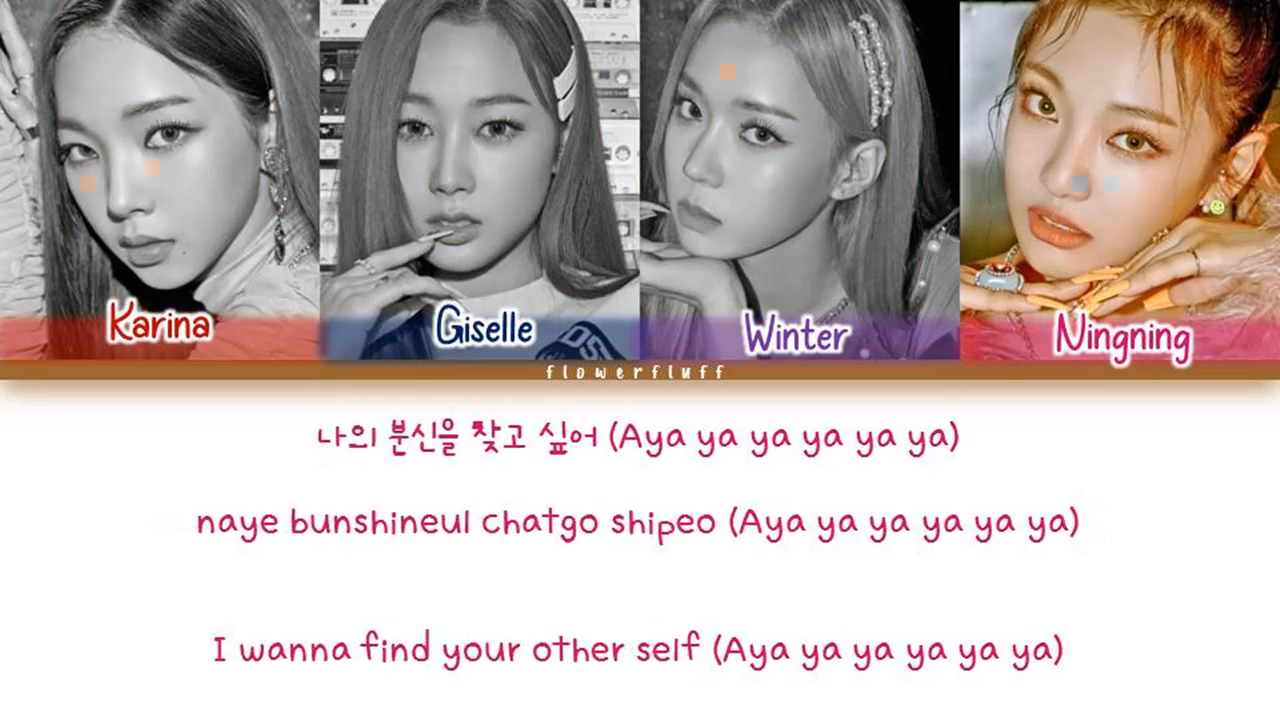 Karina
Giselle
Winter
Ningning
flowerfluff
나의 분신을 찾고 싶어 (Aya ya ya ya ya ya)
naye bunshineul chatgo shipeo (Aya ya ya ya ya ya)
I wanna find your other self (Aya ya ya ya ya ya)